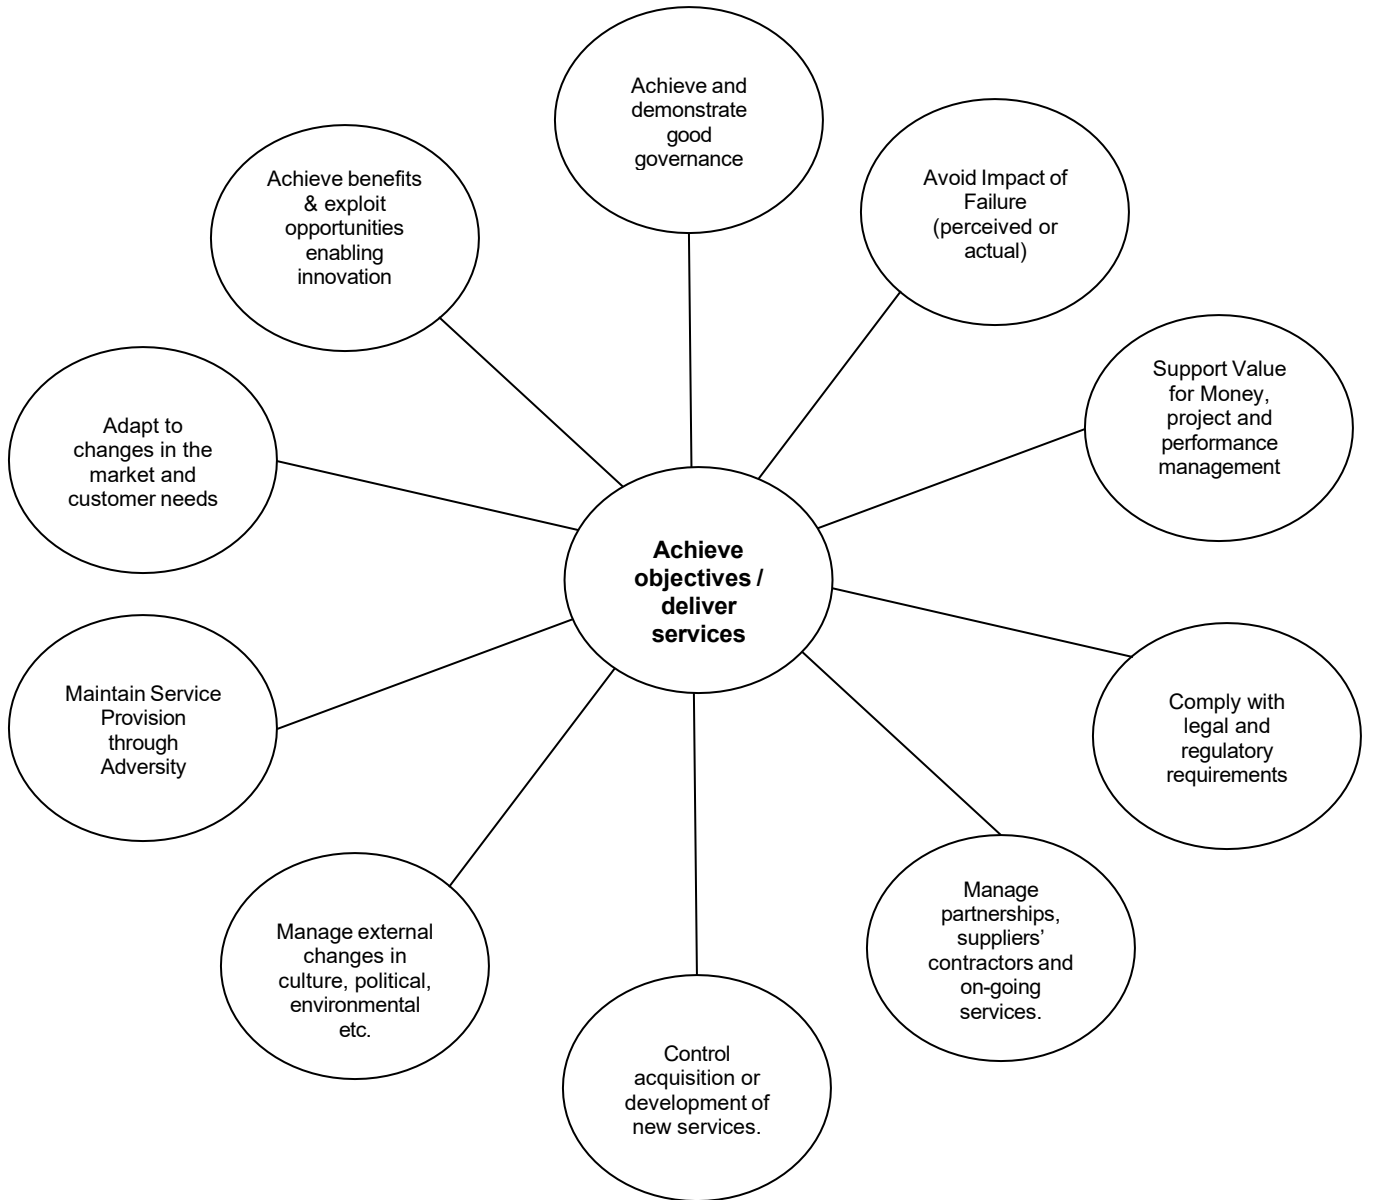 Achieve and
demonstrate
good
governance
Avoid Impact of
Failure
(perceived or
actual)
Support Value
for Money,
project and
performance
management
Comply with
legal and
regulatory
requirements
Manage
partnerships,
suppliers’
contractors and
on-going
services.
Control
acquisition or
development of
new services.
Manage external
changes in
culture, political,
environmental
etc.
Maintain Service
Provision
through
Adversity
Adapt to
changes in the
market and
customer needs
Achieve benefits
& exploit
opportunities
enabling
innovation
Achieve
objectives /
deliver
services